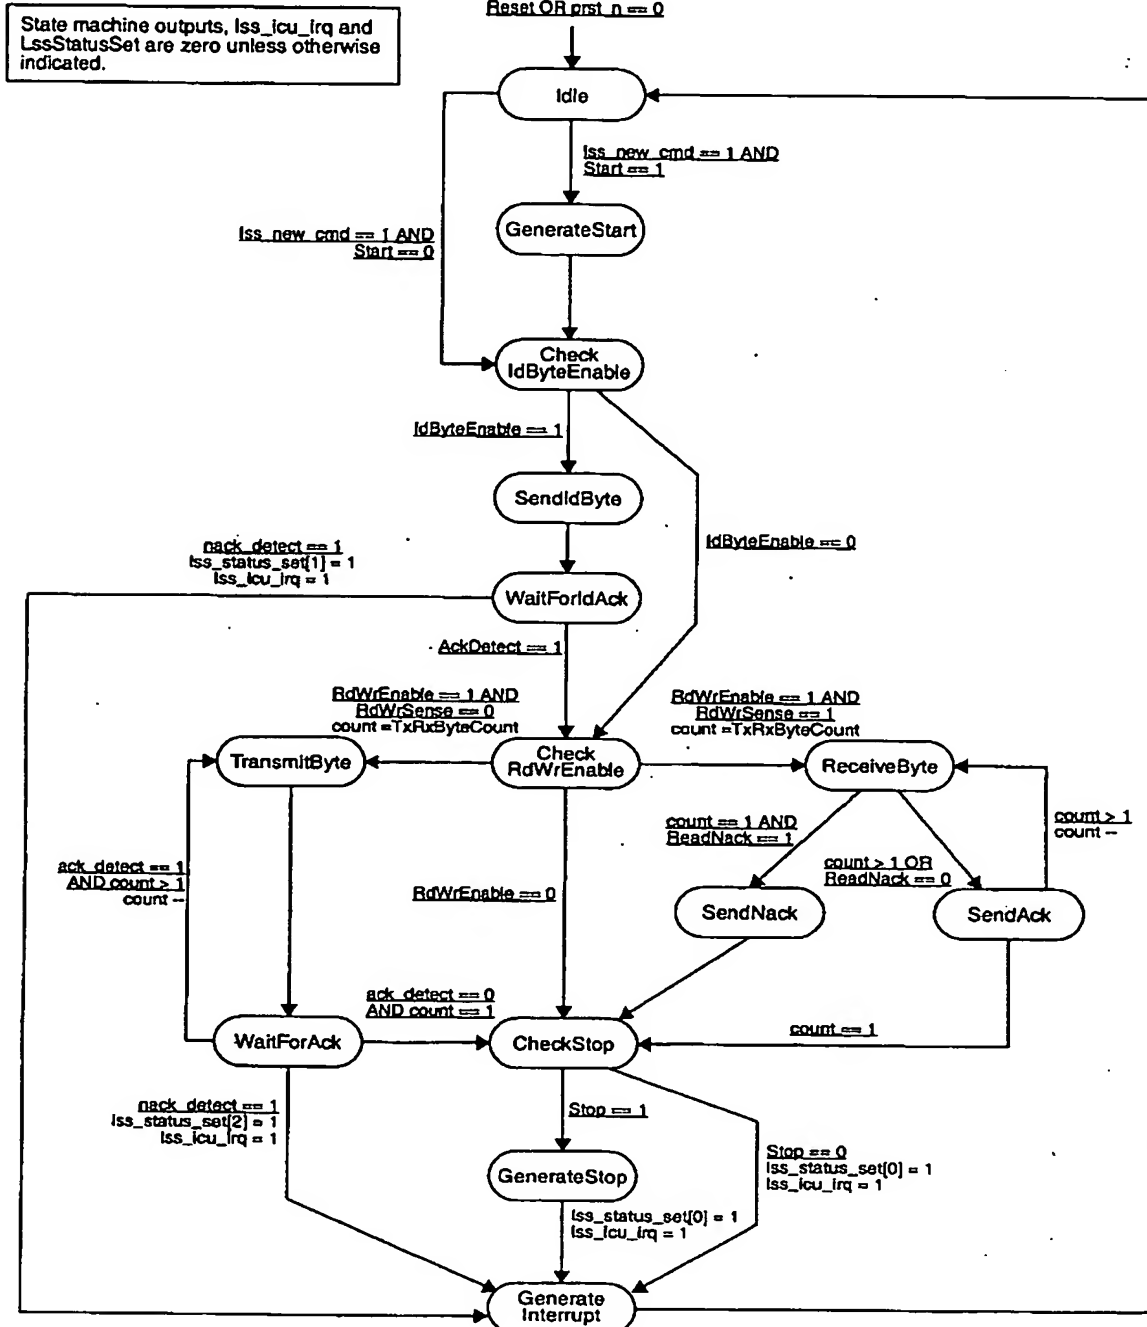 Reset OR prst_n == 0
State machine outputs, lss_icu_irq and
LssStatusSet are zero unless otherwise
indicated.
Idle
lss_new_cmd == 1 AND
Start == 1
GenerateStart
lss_new_cmd == 1 AND
Start == 0
Check
IdByteEnable
IdByteEnable == 1
SendIdByte
IdByteEnable == 0
nack_detect == 1
lss_status_set[1] = 1
lss_icu_irq = 1
WaitForIdAck
AckDetect == 1
RdWrEnable == 1 AND
RdWrSense == 0
count =TxRxByteCount
RdWrEnable == 1 AND
RdWrSense == 1
count =TxRxByteCount
TransmitByte
Check
RdWrEnable
ReceiveByte
count == 1 AND
ReadNack == 1
count > 1
count --
ack_detect == 1
AND count > 1
count --
count > 1 OR
ReadNack == 0
RdWrEnable == 0
SendNack
SendAck
ack_detect == 0
AND count == 1
WaitForAck
CheckStop
count == 1
nack_detect == 1
lss_status_set[2] = 1
lss_icu_irq = 1
Stop == 1
Stop == 0
lss_status_set[0] = 1
lss_icu_irq = 1
GenerateStop
lss_status_set[0] = 1
lss_icu_irq = 1
Generate
Interrupt